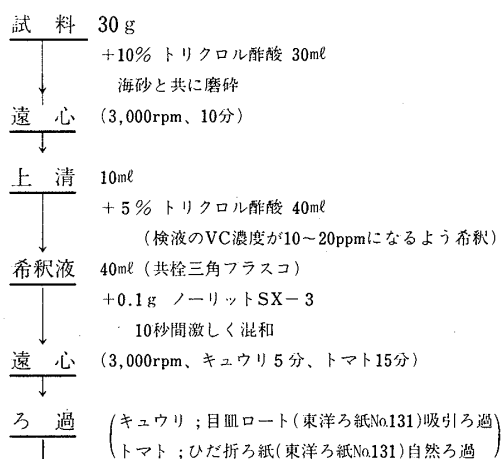 試料 30g
+10% トリクロル酢酸 30mℓ
海砂と共に磨砕
遠心 (3,000rpm、10分)
上清 10mℓ
+5% トリクロル酢酸 40mℓ
(検液のVC濃度が10~20ppmになるよう希釈)
希釈液 40mℓ(共栓三角フラスコ)
+0.1g ノーリットSX-3
10秒間激しく混和
遠心 (3,000rpm、キュウリ5分、トマト15分)
ろ過 (キュウリ;目皿ロート(東洋ろ紙No.131)吸引ろ過
トマト;ひだ折ろ紙(東洋ろ紙No.131)自然ろ過)